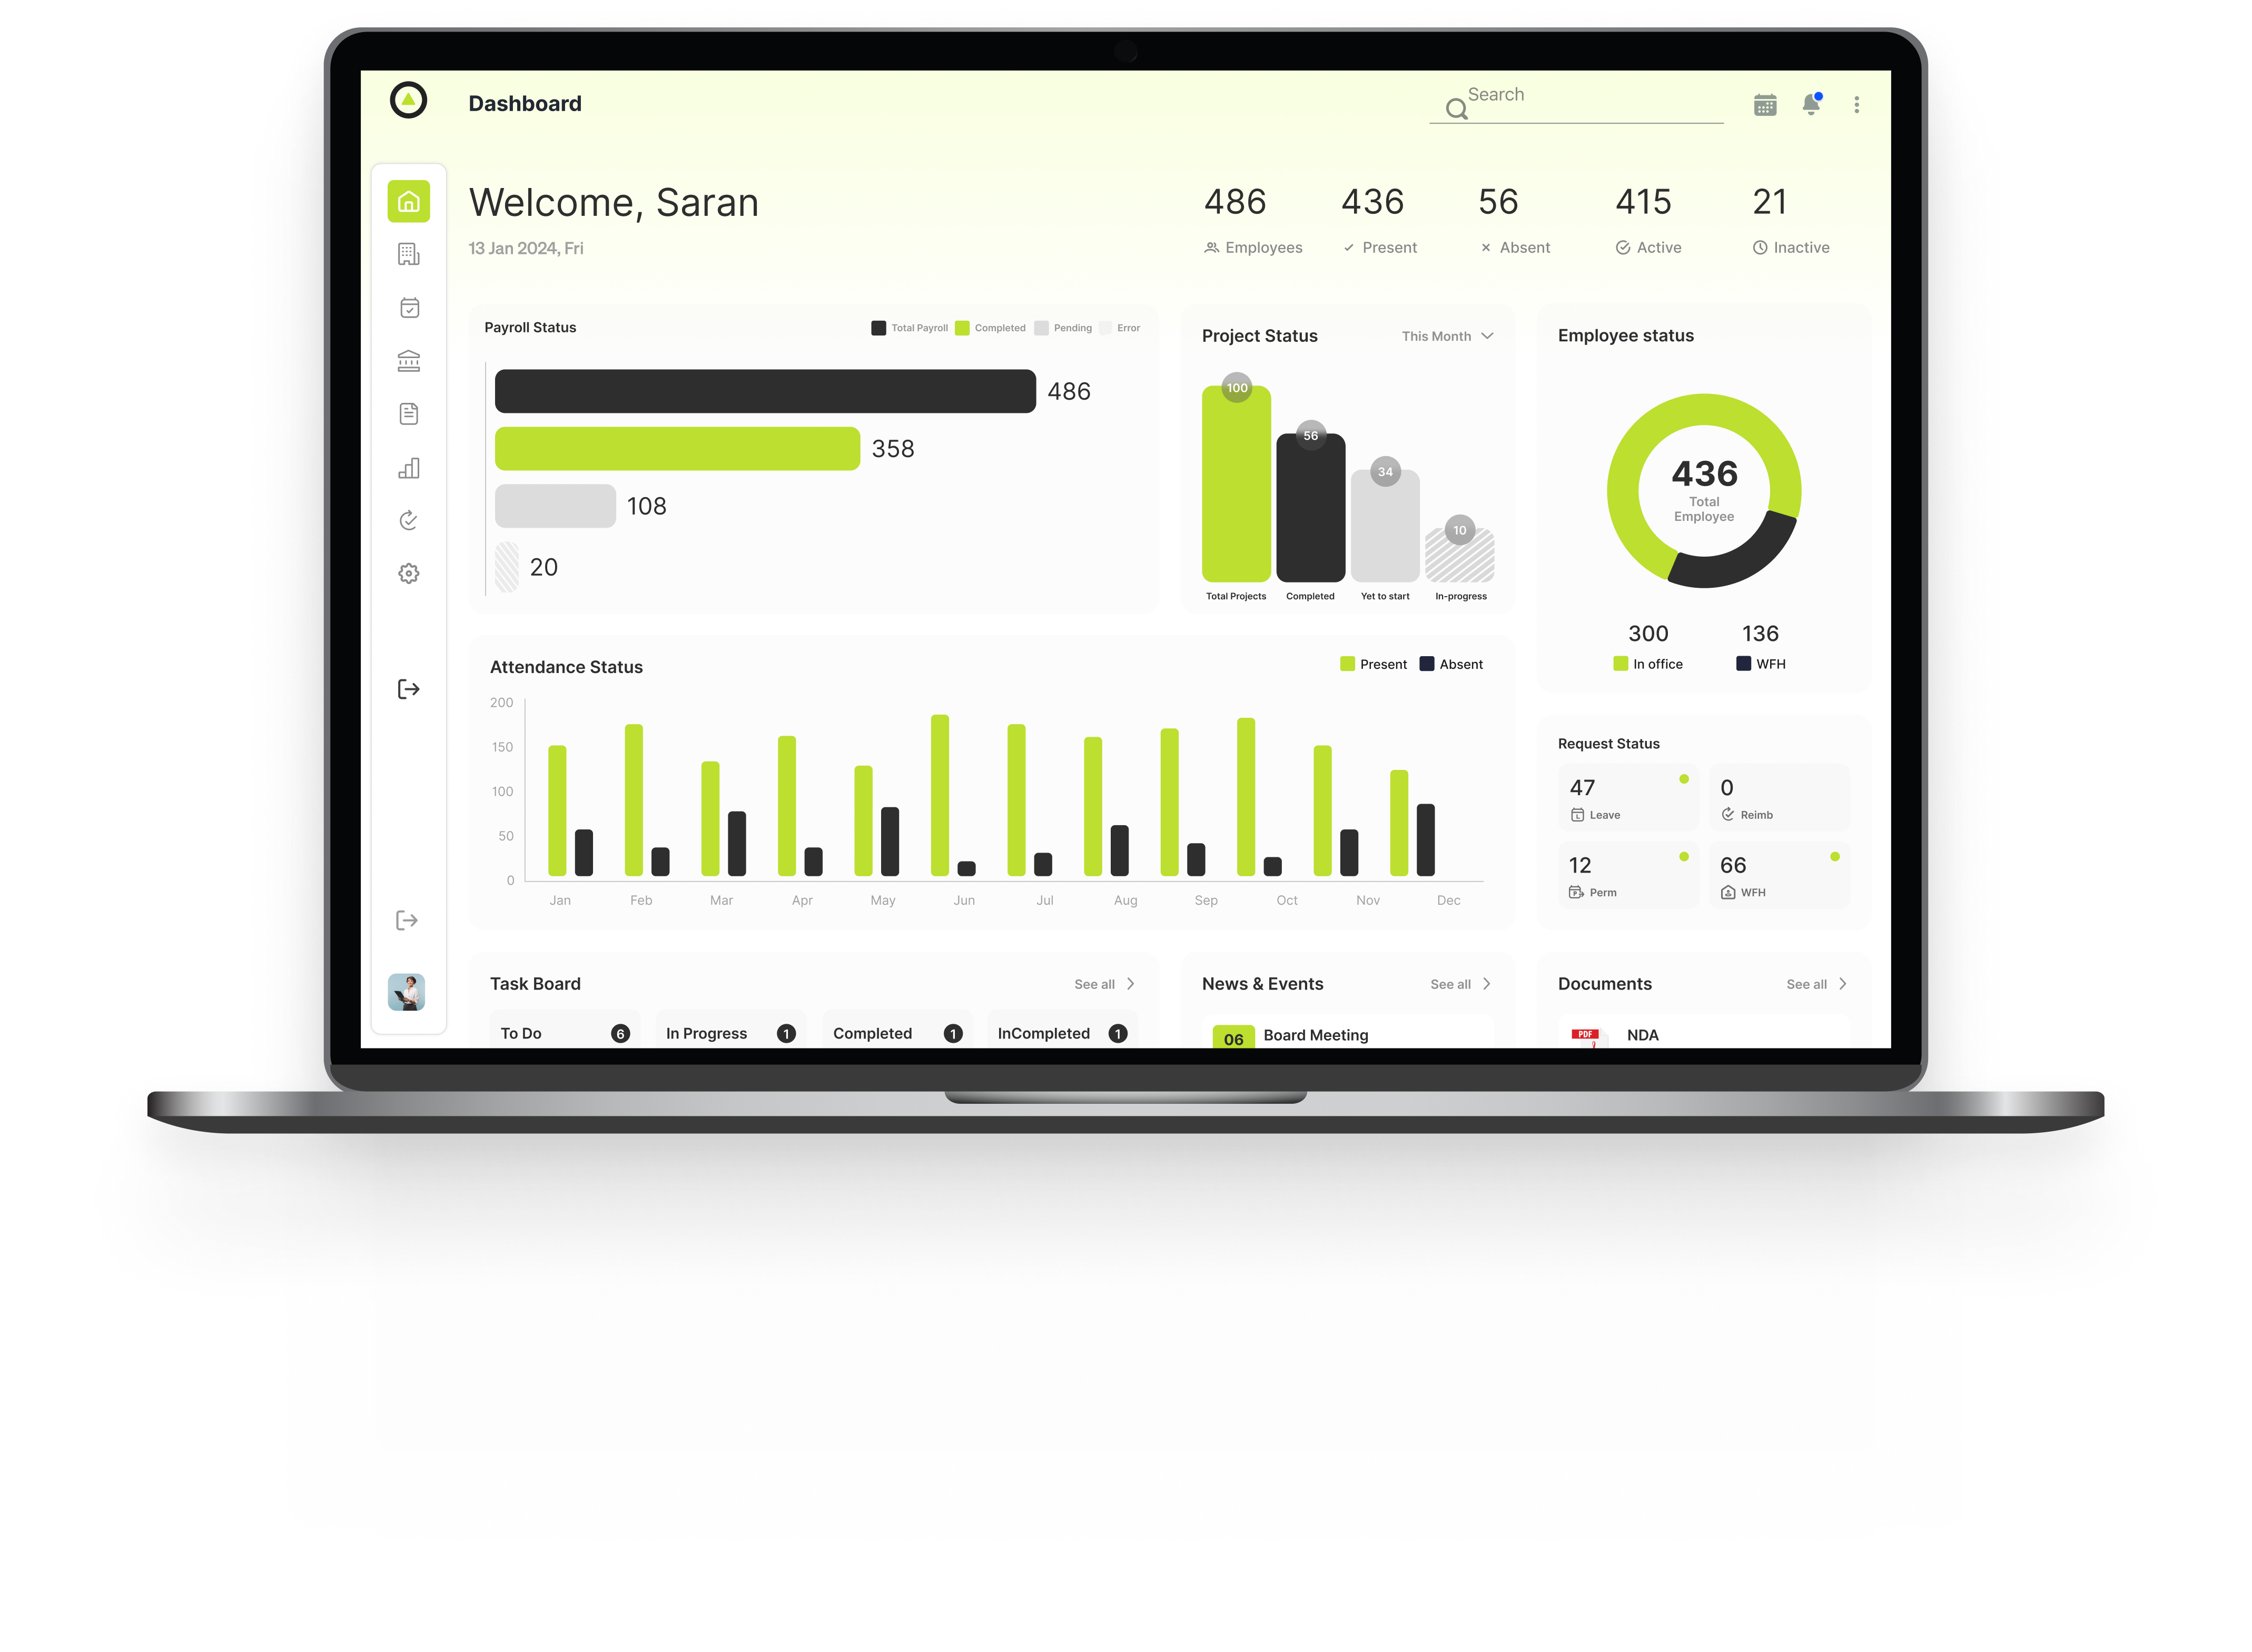 Dashboard
Search
Welcome, Saran
13 Jan 2024, Fri
486
Employees
436
Present
56
Absent
415
Active
21
Inactive
Payroll Status
Total Payroll
Completed
Pending
Error
486
358
108
20
Project Status
This Month
100
56
34
10
Total Projects
Completed
Yet to start
In-progress
Employee status
436
Total
Employee
300
In office
136
WFH
Attendance Status
Present
Absent
200
150
100
50
0
Jan
Feb
Mar
Apr
May
Jun
Jul
Aug
Sep
Oct
Nov
Dec
Request Status
47
Leave
0
Reimb
12
Perm
66
WFH
Task Board
See all
To Do
6
In Progress
1
Completed
1
InCompleted
1
News & Events
See all
06
Board Meeting
Documents
See all
PDF
NDA